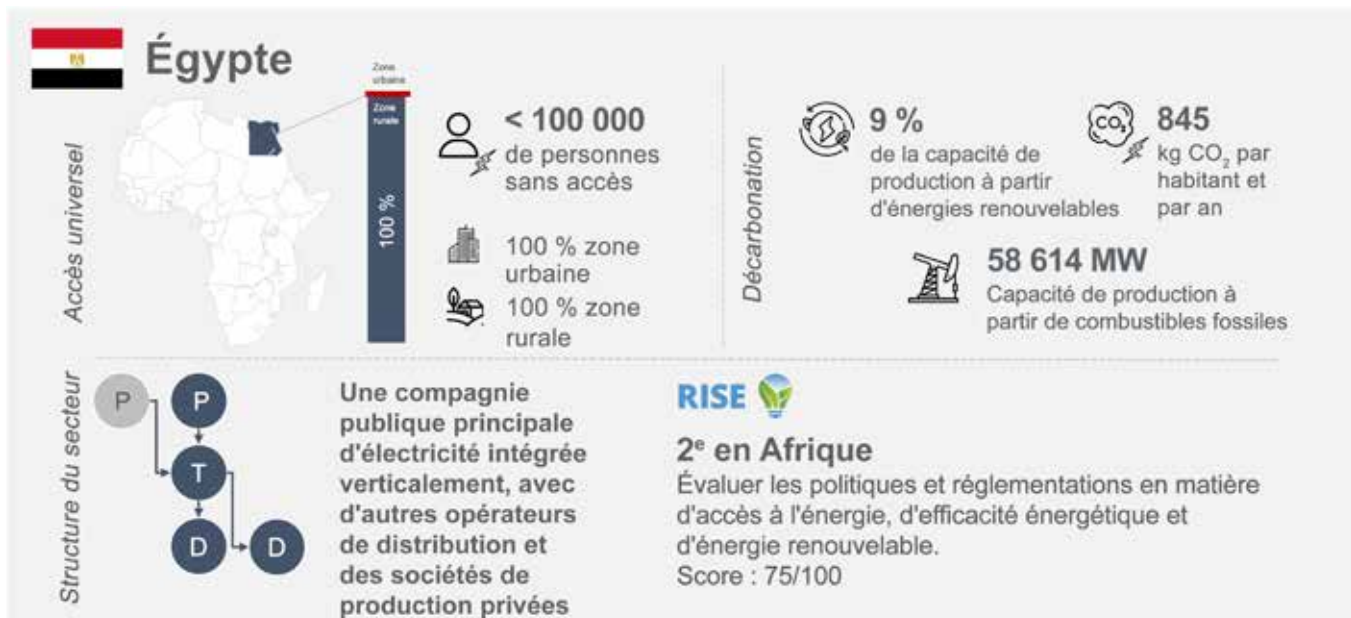 Égypte
Accès universel
Zone
urbaine
Zone
rurale
100 %
< 100 000
de personnes
sans accès
100 % zone
urbaine
100 % zone
rurale
Décarbonation
9 %
de la capacité de
production à partir
d'énergies renouvelables
CO₂
845
kg CO₂ par
habitant et
par an
58 614 MW
Capacité de production à
partir de combustibles fossiles
Structure du secteur
P
P
T
D
D
Une compagnie
publique principale
d'électricité intégrée
verticalement, avec
d'autres opérateurs
de distribution et
des sociétés de
production privées
RISE
2ᵉ en Afrique
Évaluer les politiques et réglementations en matière
d'accès à l'énergie, d'efficacité énergétique et
d'énergie renouvelable.
Score : 75/100